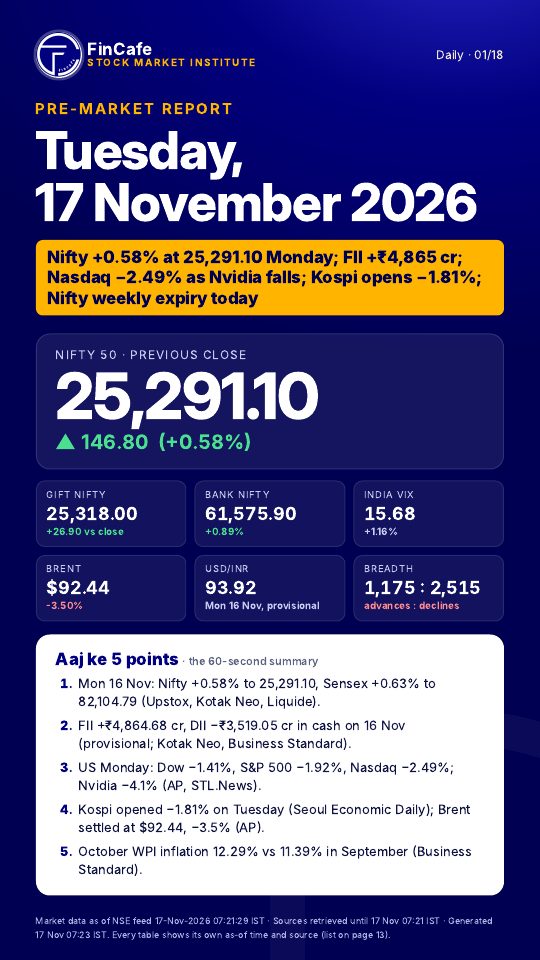 FinCafe
STOCK MARKET INSTITUTE
Daily · 01/18
PRE-MARKET REPORT
Tuesday,
17 November 2026
Nifty +0.58% at 25,291.10 Monday; FII +₹4,865 cr;
Nasdaq −2.49% as Nvidia falls; Kospi opens −1.81%;
Nifty weekly expiry today
NIFTY 50 · PREVIOUS CLOSE
25,291.10
▲ 146.80 (+0.58%)
GIFT NIFTY
25,318.00
+26.90 vs close
BANK NIFTY
61,575.90
+0.89%
INDIA VIX
15.68
+1.16%
BRENT
$92.44
-3.50%
USD/INR
93.92
Mon 16 Nov, provisional
BREADTH
1,175 : 2,515
advances : declines
Aaj ke 5 points · the 60-second summary
1. Mon 16 Nov: Nifty +0.58% to 25,291.10, Sensex +0.63% to
82,104.79 (Upstox, Kotak Neo, Liquide).
2. FII +₹4,864.68 cr, DII −₹3,519.05 cr in cash on 16 Nov
(provisional; Kotak Neo, Business Standard).
3. US Monday: Dow −1.41%, S&P 500 −1.92%, Nasdaq −2.49%;
Nvidia −4.1% (AP, STL.News).
4. Kospi opened −1.81% on Tuesday (Seoul Economic Daily); Brent
settled at $92.44, −3.5% (AP).
5. October WPI inflation 12.29% vs 11.39% in September (Business
Standard).
Market data as of NSE feed 17-Nov-2026 07:21:29 IST · Sources retrieved until 17 Nov 07:21 IST · Generated
17 Nov 07:23 IST. Every table shows its own as-of time and source (list on page 13).